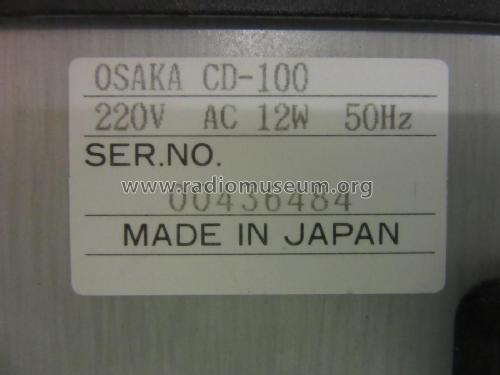 OSAKA CD-100
220V AC 12W 50Hz
SER.NO.
www.radiomuseum.org
00436484
MADE IN JAPAN